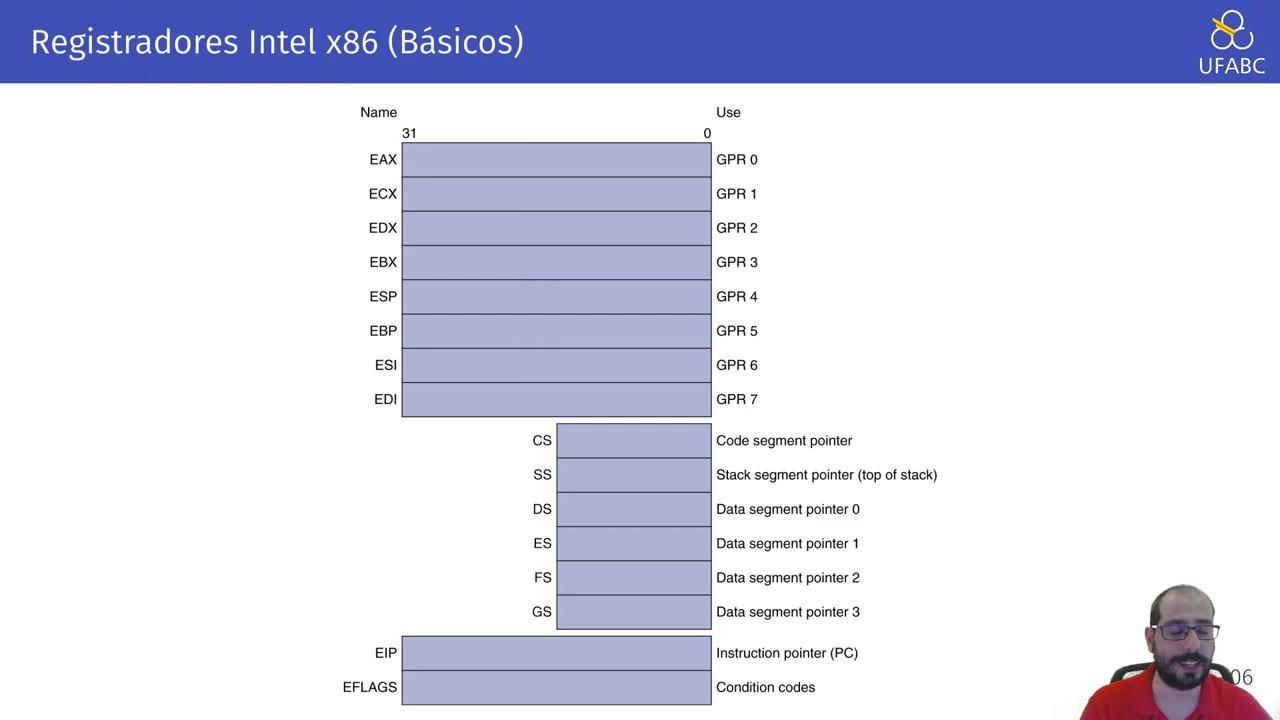 Registradores Intel x86 (Básicos)
UFABC
Name Use
31 0
EAX GPR 0
ECX GPR 1
EDX GPR 2
EBX GPR 3
ESP GPR 4
EBP GPR 5
ESI GPR 6
EDI GPR 7
CS Code segment pointer
SS Stack segment pointer (top of stack)
DS Data segment pointer 0
ES Data segment pointer 1
FS Data segment pointer 2
GS Data segment pointer 3
EIP Instruction pointer (PC)
EFLAGS Condition codes